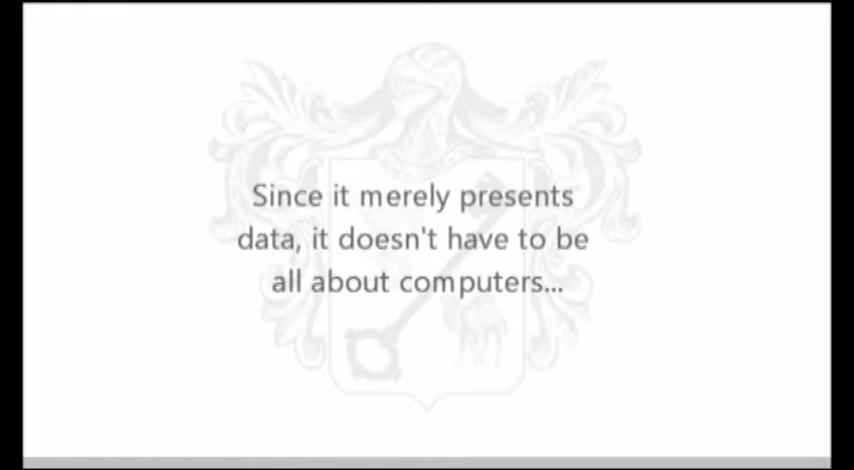 Since it merely presents
data, it doesn't have to be
all about computers...